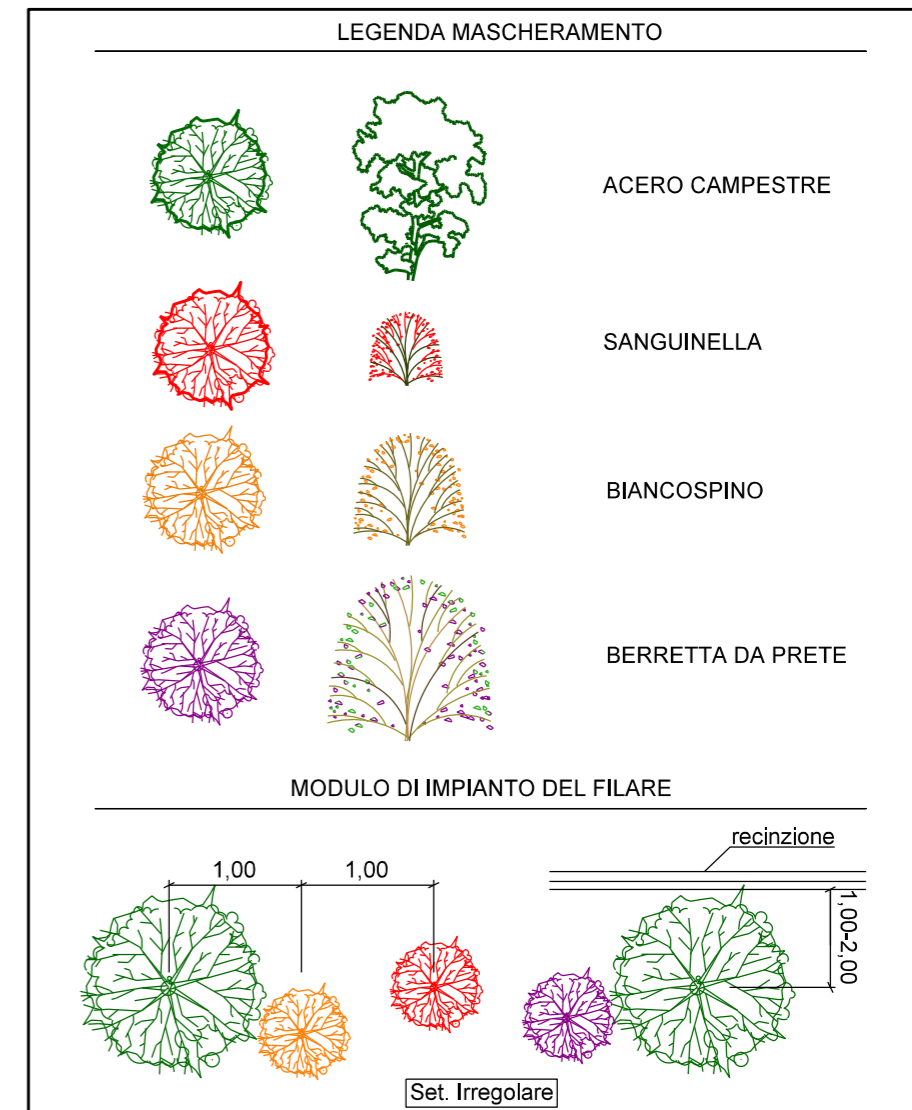 LEGENDA MASCHERAMENTO
ACERO CAMPESTRE
SANGUINELLA
BIANCOSPINO
BERRETTA DA PRETE
MODULO DI IMPIANTO DEL FILARE
recinzione
1,00 1,00
1,00-2,00
Set. Irregolare